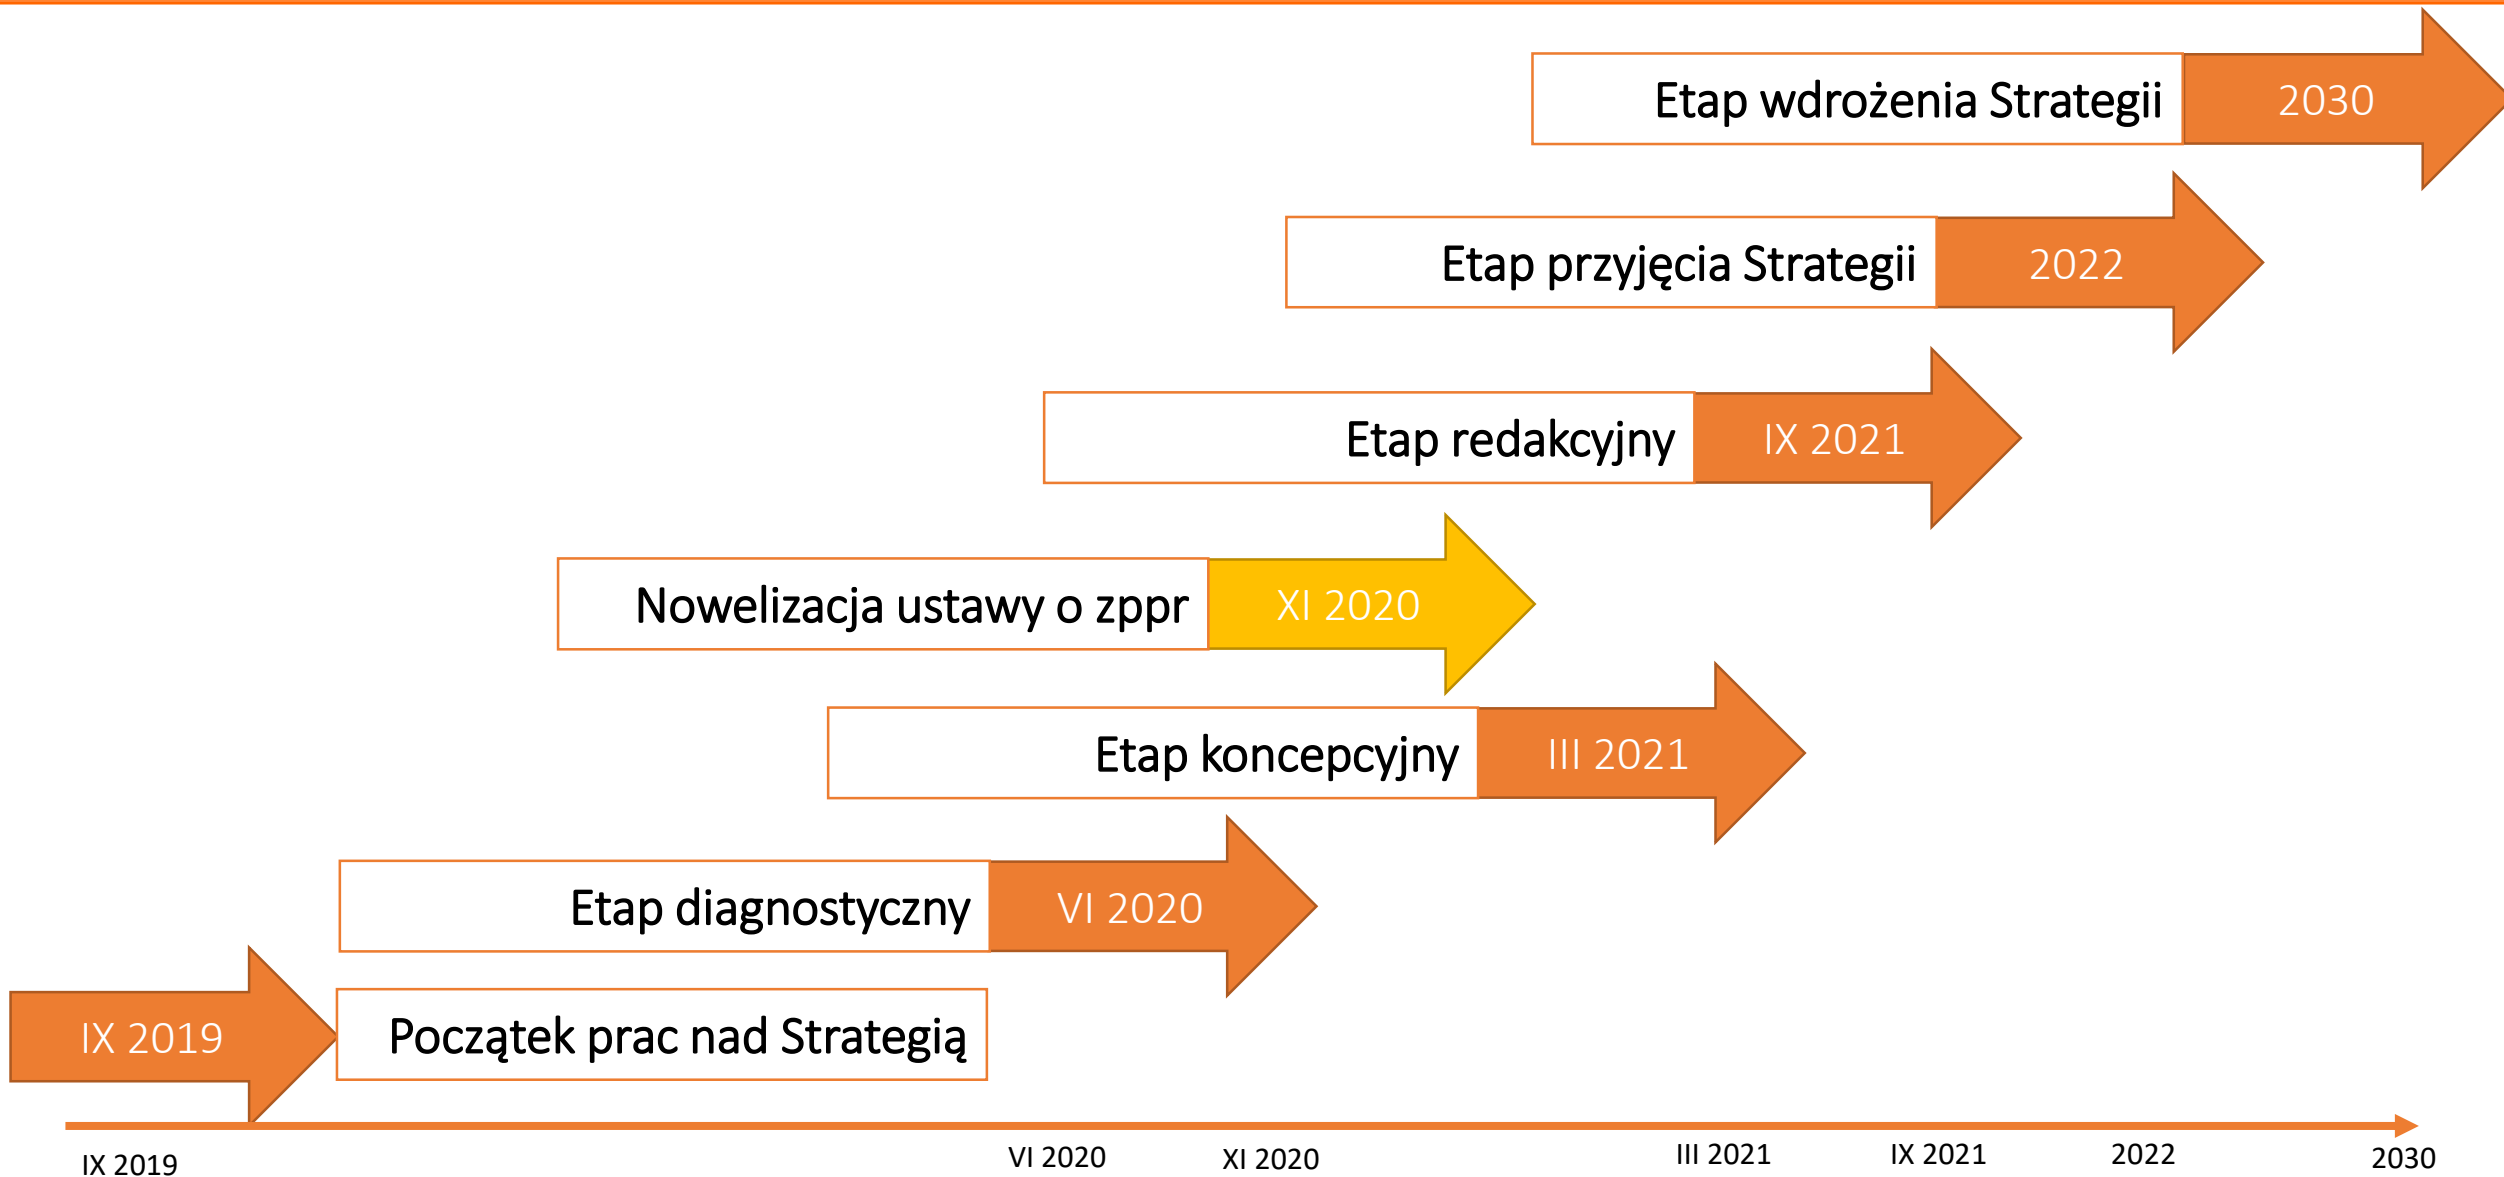 Etap wdrożenia Strategii 2030
Etap przyjęcia Strategii 2022
Etap redakcyjny IX 2021
Nowelizacja ustawy o zppr XI 2020
Etap koncepcyjny III 2021
Etap diagnostyczny VI 2020
IX 2019 Początek prac nad Strategią
IX 2019 VI 2020 XI 2020 III 2021 IX 2021 2022 2030